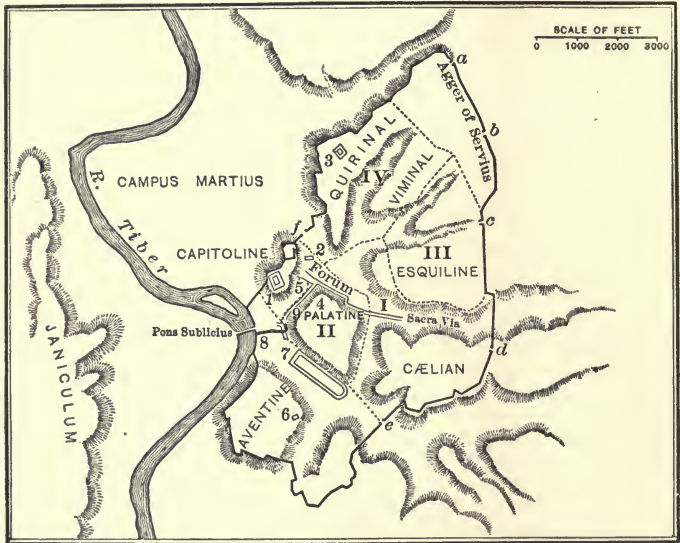 SCALE OF FEET
0 1000 2000 3000
a
Agger of Servius
b
QUIRINAL
3
R. Tiber
CAMPUS MARTIUS
IV
VIMINAL
c
f
CAPITOLINE
2
III
ESQUILINE
Forum
5
1
4
I
Sacra Via
9
PALATINE
II
Pons Sublicius
8
7
JANICULUM
d
CÆLIAN
AVENTINE
6
e